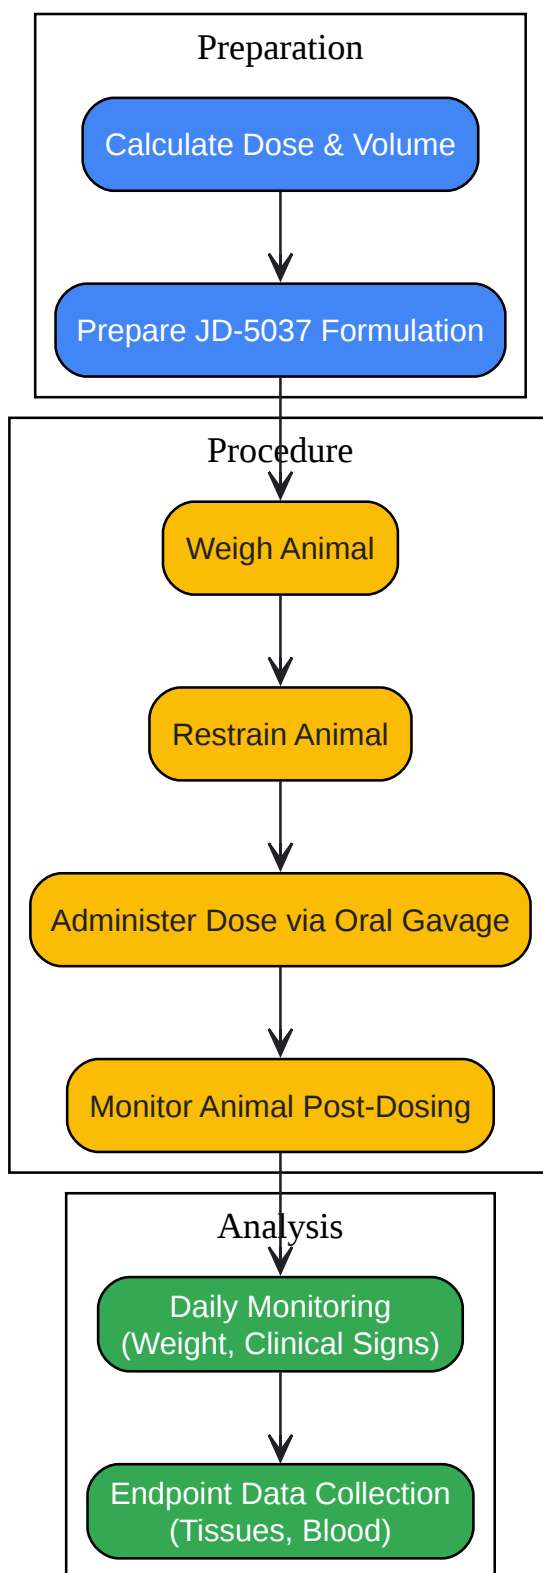 Preparation
Calculate Dose & Volume
Prepare JD-5037 Formulation
Procedure
Weigh Animal
Restrain Animal
Administer Dose via Oral Gavage
Monitor Animal Post-Dosing
Analysis
Daily Monitoring
(Weight, Clinical Signs)
Endpoint Data Collection
(Tissues, Blood)